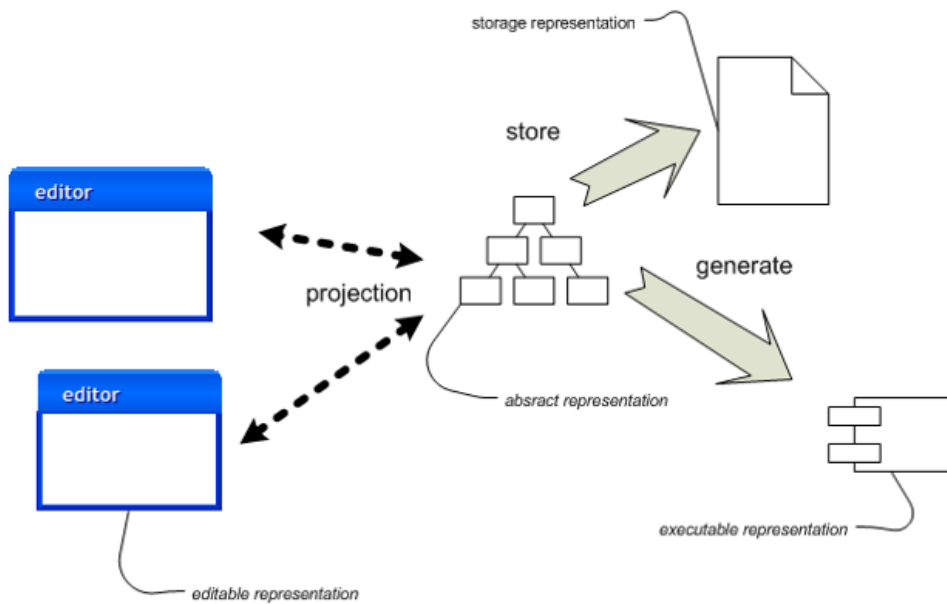 storage representation
store
editor
generate
projection
editor
absract representation
executable representation
editable representation